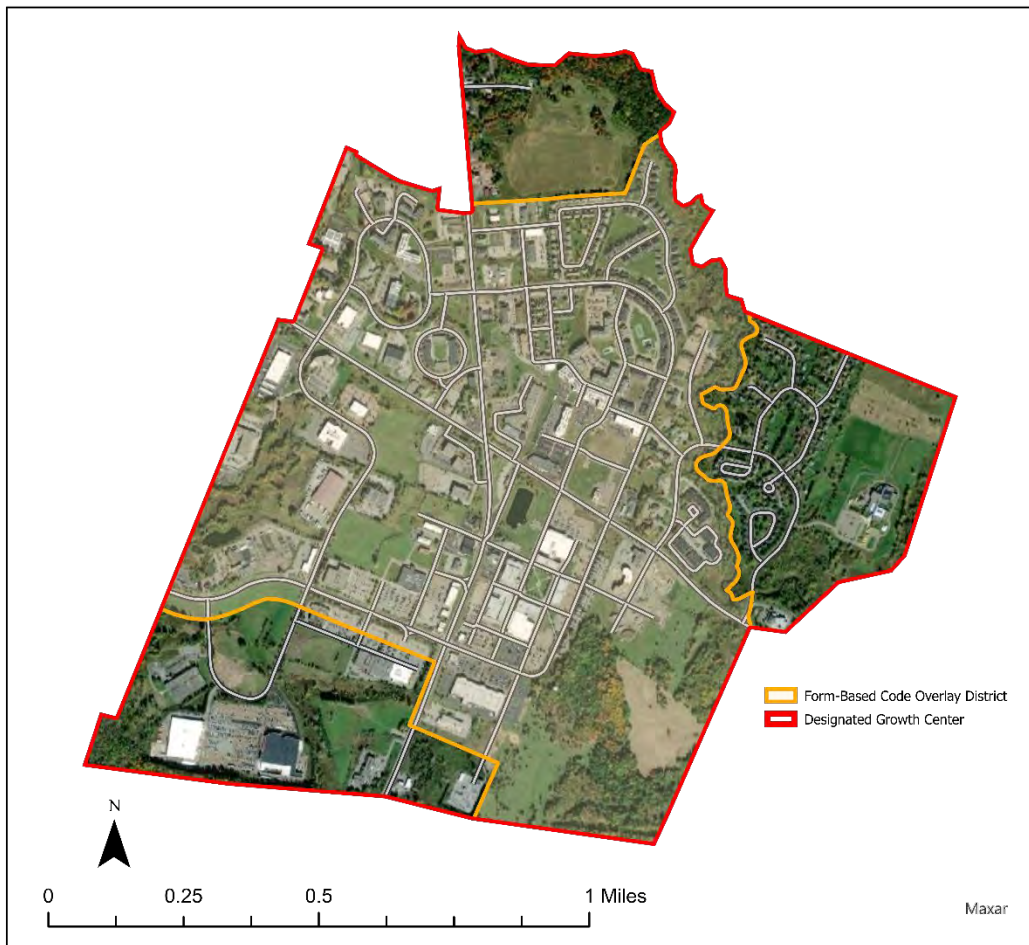 Form-Based Code Overlay District
Designated Growth Center
N
0 0.25 0.5 1 Miles
Maxar